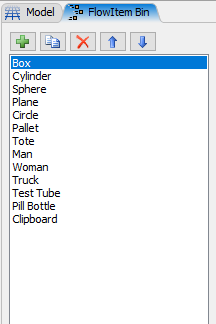 Model FlowItem Bin
Box
Cylinder
Sphere
Plane
Circle
Pallet
Tote
Man
Woman
Truck
Test Tube
Pill Bottle
Clipboard